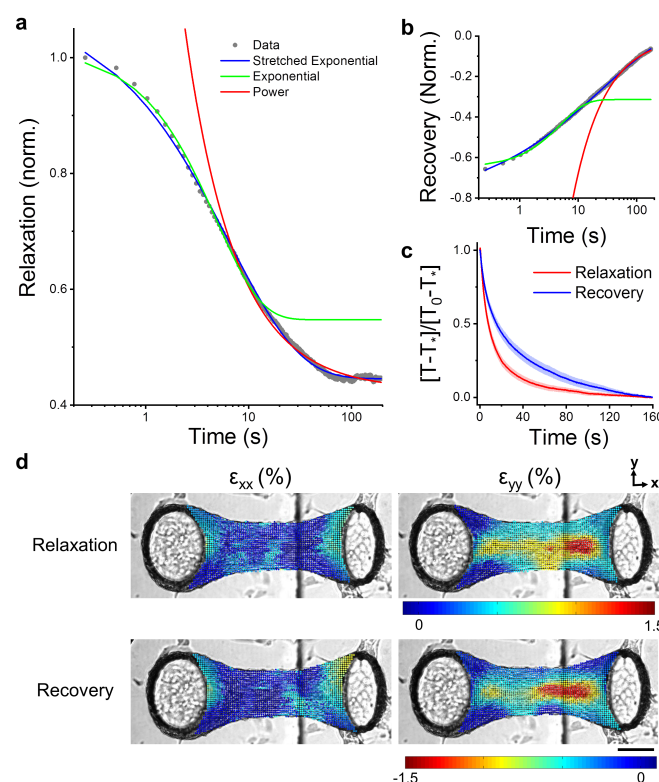 a
1.0
0.8
0.6
0.4
Relaxation (norm.)
Data
Stretched Exponential
Exponential
Power
1
10
100
Time (s)
b
0.0
-0.2
-0.4
-0.6
-0.8
Recovery (Norm.)
1
10
100
Time (s)
c
1.0
0.5
0.0
[T-T*]/[T0-T*]
Relaxation
Recovery
0
40
80
120
160
Time (s)
d
εxx (%)
εyy (%)
y
x
Relaxation
0
1.5
Recovery
-1.5
0